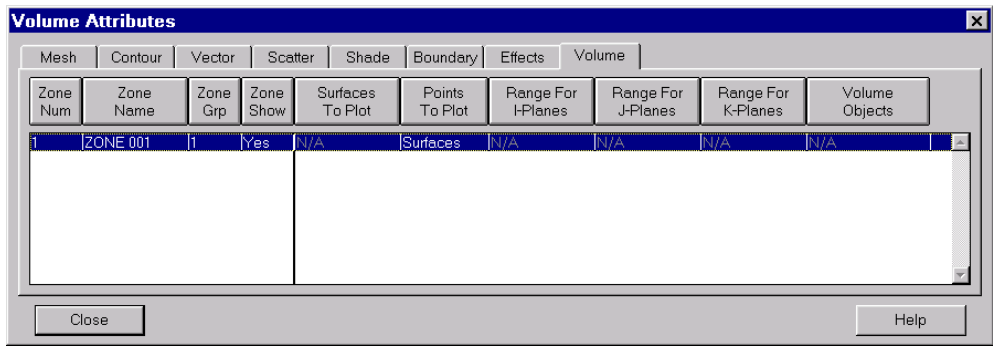 Volume Attributes
Mesh Contour Vector Scatter Shade Boundary Effects Volume
Zone Zone Zone Zone Surfaces Points Range For Range For Range For Volume
Num Name Grp Show To Plot To Plot I-Planes J-Planes K-Planes Objects
1 ZONE 001 1 Yes N/A Surfaces N/A N/A N/A N/A
Close Help